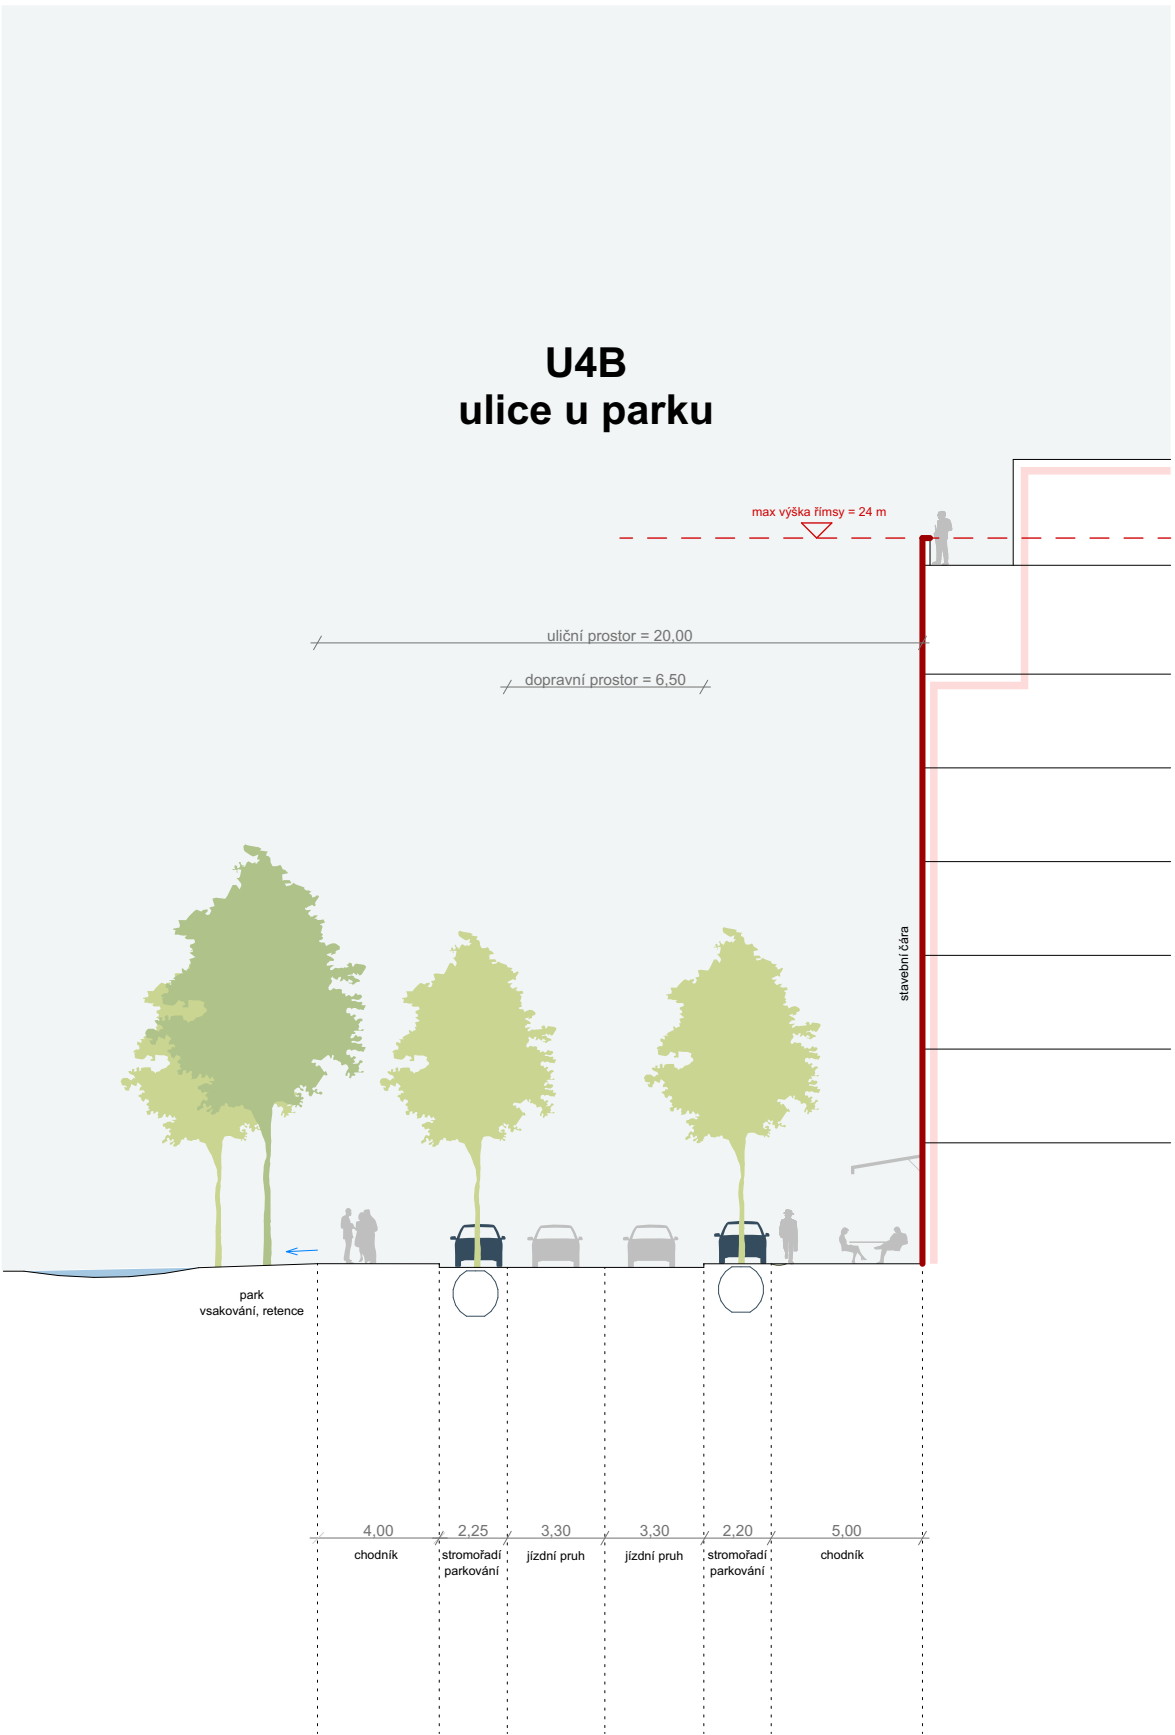 U4B
ulice u parku
max výška římsy = 24 m
uliční prostor = 20,00
dopravní prostor = 6,50
stavební čára
park
vsakování, retence
4,00
2,25
3,30
3,30
2,20
5,00
chodník
stromořadí
parkování
jízdní pruh
jízdní pruh
stromořadí
parkování
chodník